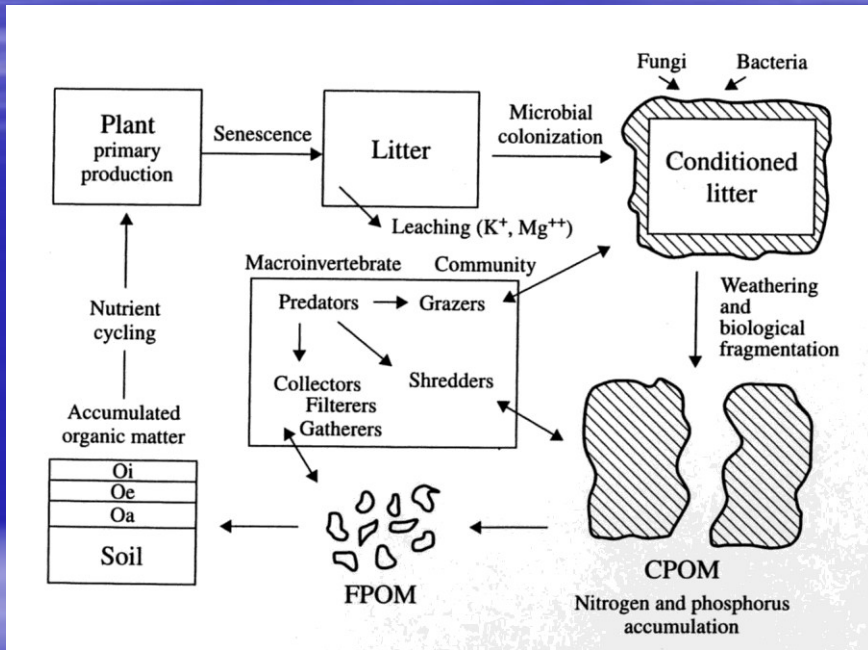 Fungi
Bacteria
Plant
primary
production
Senescence
Litter
Microbial
colonization
Conditioned
litter
Leaching (K⁺, Mg⁺⁺)
Macroinvertebrate Community
Predators
Grazers
Weathering
and
biological
fragmentation
Nutrient
cycling
Collectors
Filterers
Gatherers
Shredders
Accumulated
organic matter
Oi
Oe
Oa
Soil
FPOM
CPOM
Nitrogen and phosphorus
accumulation